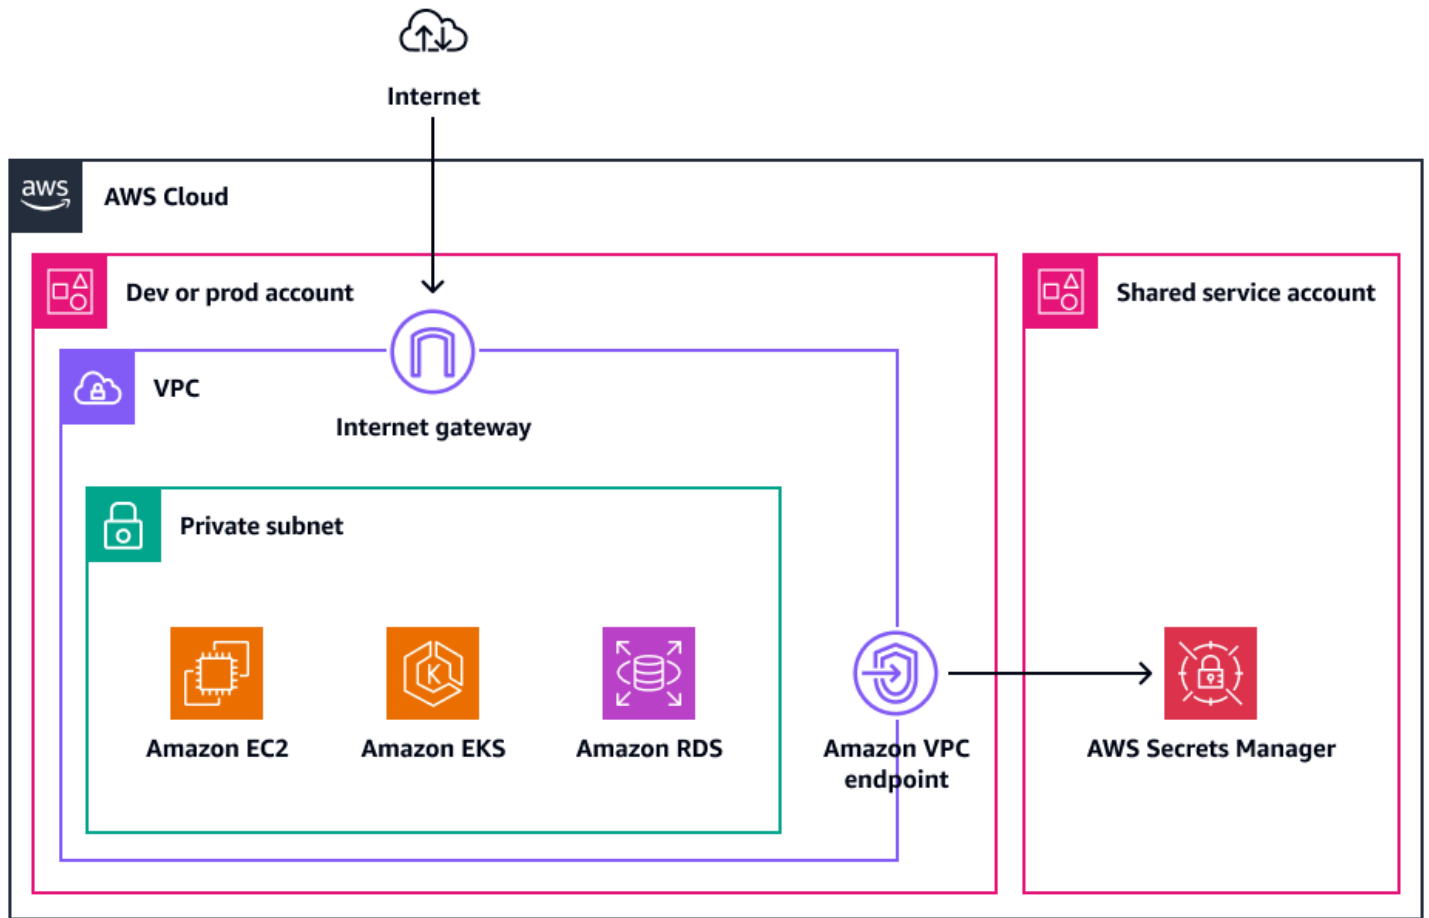 Internet
aws
AWS Cloud
Dev or prod account
Shared service account
VPC
Internet gateway
Private subnet
K
Amazon EC2
Amazon EKS
Amazon RDS
Amazon VPC
endpoint
AWS Secrets Manager